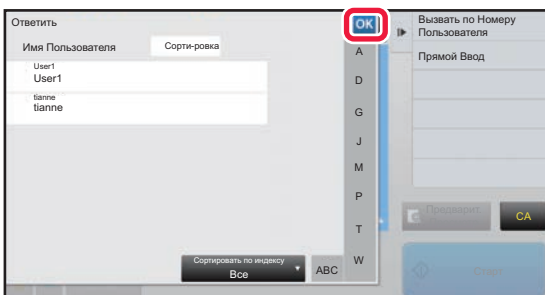 Ответить
OK
Имя Пользователя
Сорти-ровка
User1
User1
tianne
tianne
A
D
G
J
M
P
T
W
Сортировать по индексу
Все
ABC
Вызвать по Номеру
Пользователя
Прямой Ввод
Предварит.
CA
Старт